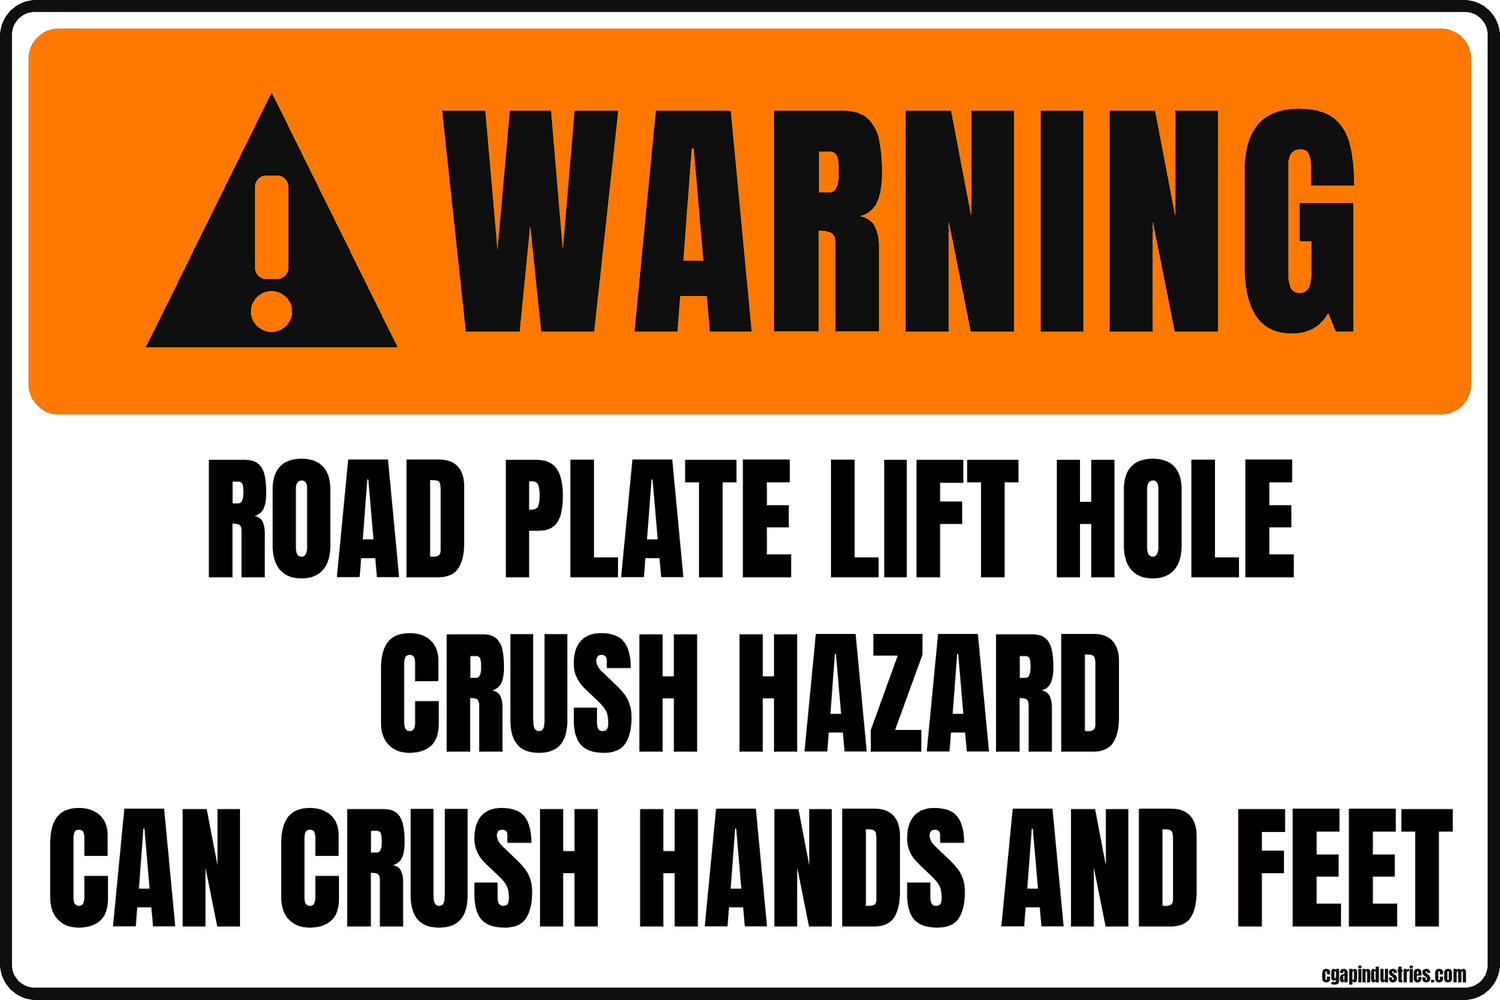 WARNING
ROAD PLATE LIFT HOLE
CRUSH HAZARD
CAN CRUSH HANDS AND FEET
cgapindustries.com